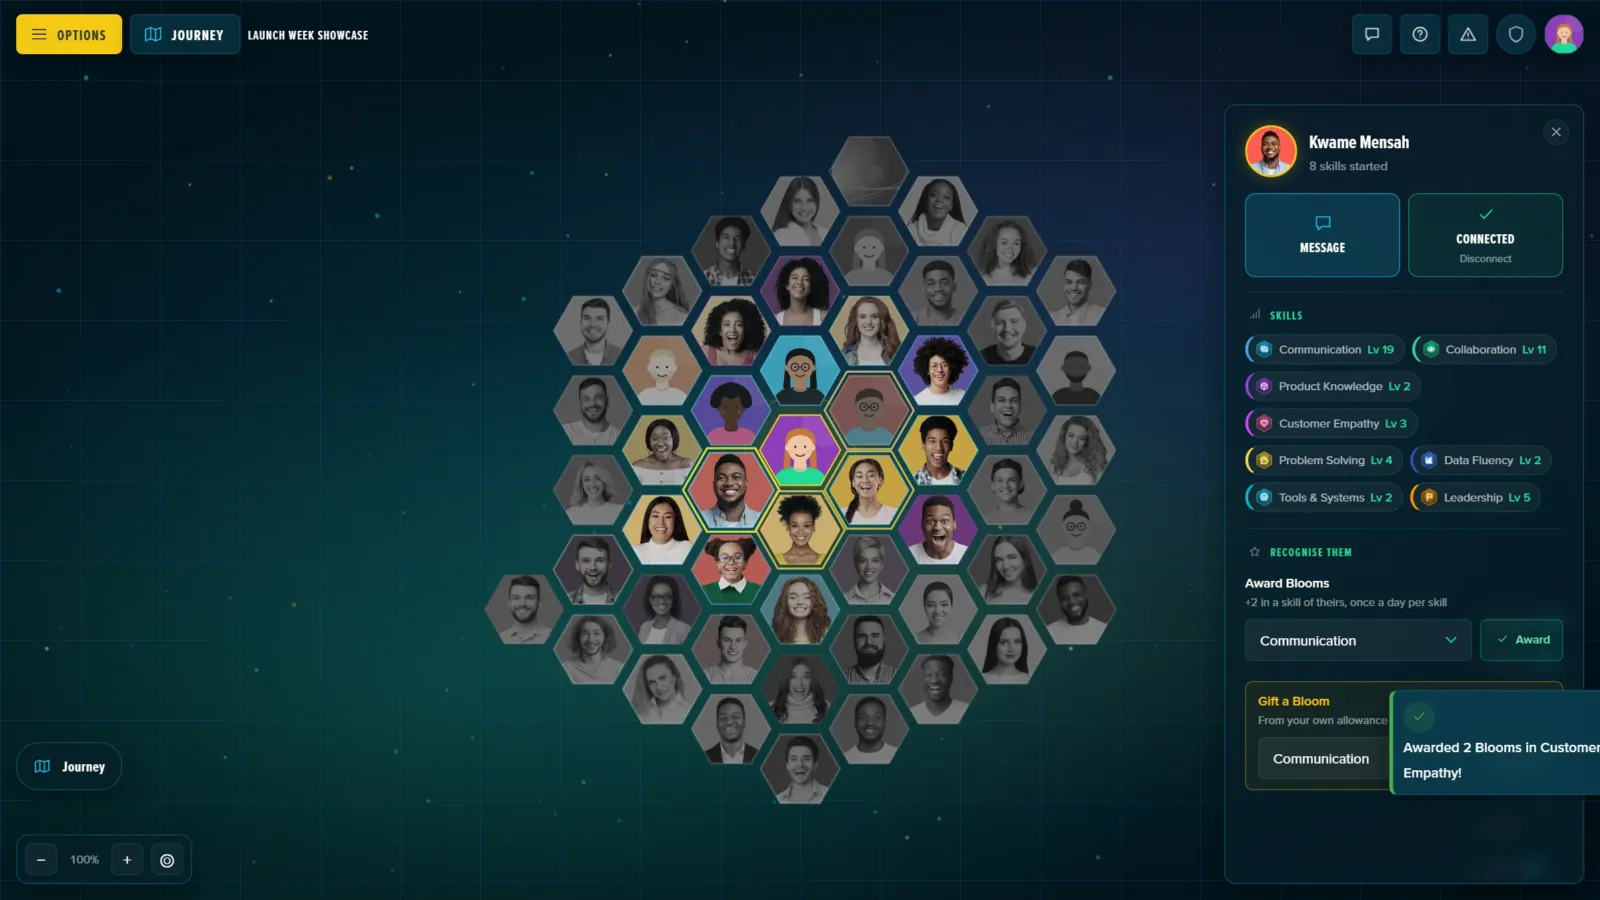 OPTIONS
JOURNEY
LAUNCH WEEK SHOWCASE
Kwame Mensah
8 skills started
MESSAGE
CONNECTED
Disconnect
SKILLS
Communication Lv 19
Collaboration Lv 11
Product Knowledge Lv 2
Customer Empathy Lv 3
Problem Solving Lv 4
Data Fluency Lv 2
Tools & Systems Lv 2
Leadership Lv 5
RECOGNISE THEM
Award Blooms
+2 in a skill of theirs, once a day per skill
Communication
Award
Gift a Bloom
From your own allowance
Communication
Awarded 2 Blooms in Customer
Empathy!
Journey
− 100% +